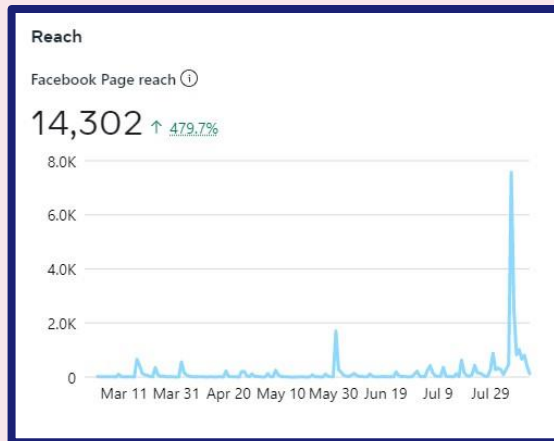 Reach
Facebook Page reach ⓘ
14,302 ↑ 479.7%
8.0K
6.0K
4.0K
2.0K
0
Mar 11 Mar 31 Apr 20 May 10 May 30 Jun 19 Jul 9 Jul 29